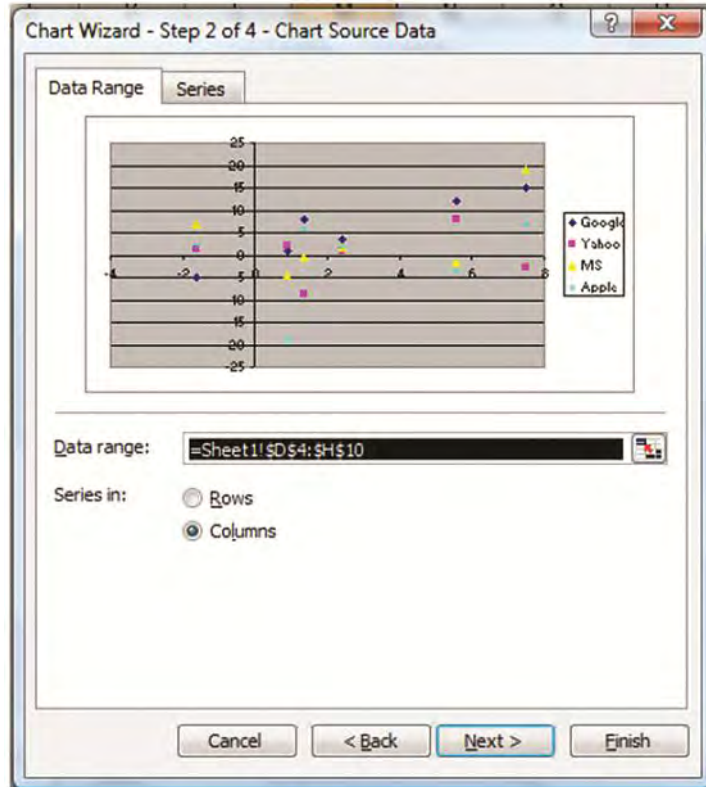 Chart Wizard - Step 2 of 4 - Chart Source Data
?
Data Range Series
25
20
15
10
5
0
-4 -2 0 2 4 6 8
5
10
15
-20
-25
Google
Yahoo
MS
Apple
Data range: =Sheet1!$D$4:$H$10
Series in: Rows
Columns
Cancel < Back Next > Finish